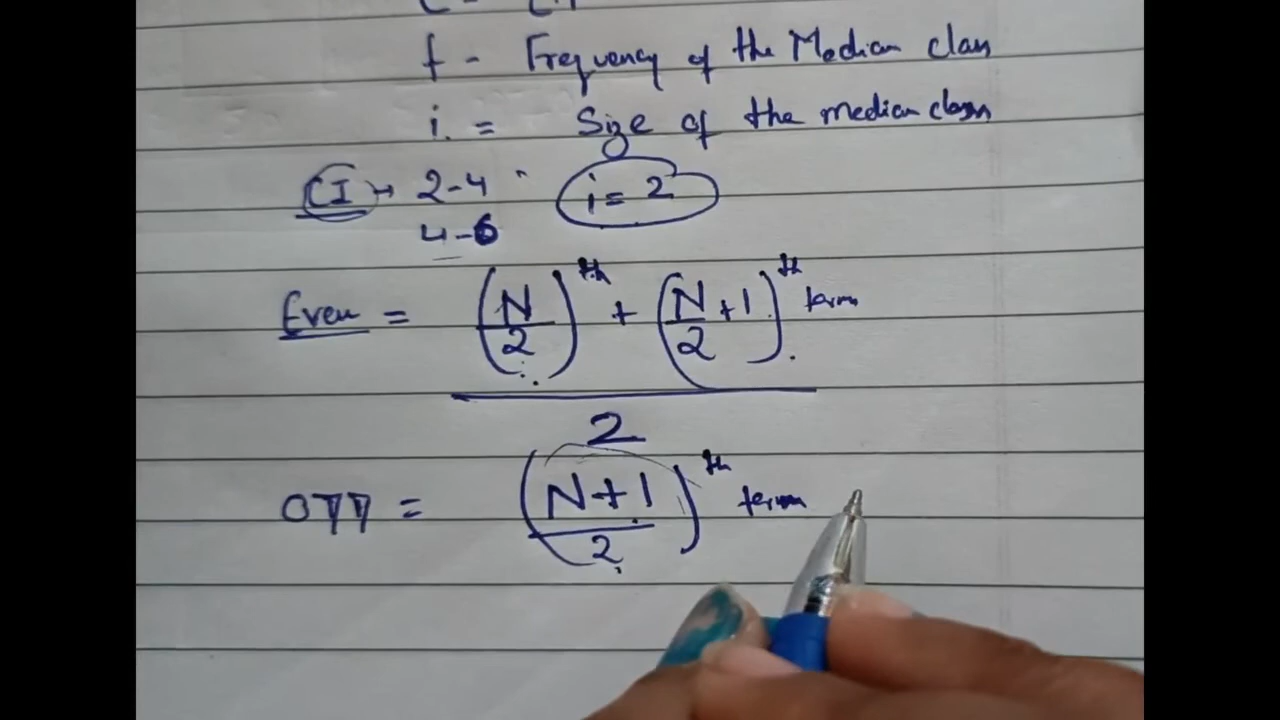 f - Frequency of the Median class
i = Size of the median class
CI → 2-4 i = 2
4-6
Even = (N/2)th + (N/2 + 1)th term
2
ODD = (N+1/2)th term